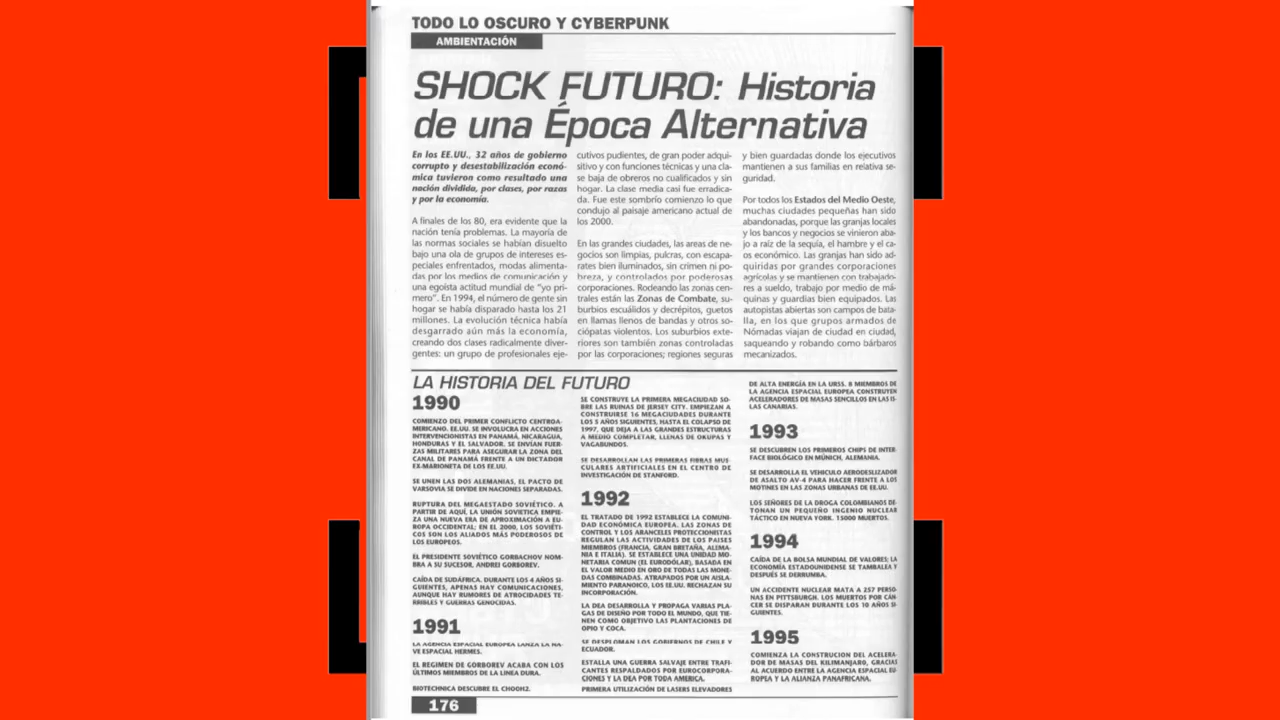 TODO LO OSCURO Y CYBERPUNK
AMBIENTACIÓN
SHOCK FUTURO: Historia
de una Época Alternativa
En los EE.UU., 32 años de gobierno
corrupto y desestabilización econó-
mica tuvieron como resultado una
nación dividida, por clases, por razas
y por la economía.
A finales de los 80, era evidente que la
nación tenía problemas. La mayoría de
las normas sociales se habían disuelto
bajo una ola de grupos de intereses es-
peciales enfrentados, modas alimenta-
das por los medios de comunicación y
una egoísta actitud mundial de "yo pri-
mero". En 1994, el número de gente sin
hogar se había disparado hasta los 21
millones. La evolución técnica había
desgarrado aún más la economía,
creando dos clases radicalmente diver-
gentes: un grupo de profesionales eje-
cutivos pudientes, de gran poder adqui-
sitivo y con funciones técnicas y una cla-
se baja de obreros no cualificados y sin
hogar. La clase media casi fue erradica-
da. Fue este sombrío comienzo lo que
condujo al paisaje americano actual de
los 2000.
En las grandes ciudades, las areas de ne-
gocios son limpias, pulcras, con escapa-
rates bien iluminados, sin crimen ni po-
breza, y controlados por poderosas
corporaciones. Rodeando las zonas cen-
trales están las Zonas de Combate, su-
burbios escuálidos y decrépitos, guetos
en llamas llenos de bandas y otros so-
ciópatas violentos. Los suburbios exte-
riores son también zonas controladas
por las corporaciones; regiones seguras
y bien guardadas donde los ejecutivos
mantienen a sus familias en relativa se-
guridad.
Por todos los Estados del Medio Oeste,
muchas ciudades pequeñas han sido
abandonadas, porque las granjas locales
y los bancos y negocios se vinieron aba-
jo a raíz de la sequía, el hambre y el ca-
os económico. Las granjas han sido ad-
quiridas por grandes corporaciones
agrícolas y se mantienen con trabajado-
res a sueldo, trabajo por medio de má-
quinas y guardias bien equipados. Las
autopistas abiertas son campos de bata-
lla, en los que grupos armados de
Nómadas viajan de ciudad en ciudad,
saqueando y robando como bárbaros
mecanizados.
LA HISTORIA DEL FUTURO
1990
COMIENZO DEL PRIMER CONFLICTO CENTROA-
MERICANO. EE.UU. SE INVOLUCRA EN ACCIONES
INTERVENCIONISTAS EN PANAMÁ, NICARAGUA,
HONDURAS Y EL SALVADOR. SE ENVÍAN FUER-
ZAS MILITARES PARA ASEGURAR LA ZONA DEL
CANAL DE PANAMÁ FRENTE A UN DICTADOR
EX-MARIONETA DE LOS EE.UU.
SE UNEN LAS DOS ALEMANIAS. EL PACTO DE
VARSOVIA SE DIVIDE EN NACIONES SEPARADAS.
RUPTURA DEL MEGAESTADO SOVIÉTICO. A
PARTIR DE AQUÍ, LA UNIÓN SOVIETICA EMPIE-
ZA UNA NUEVA ERA DE APROXIMACIÓN A EU-
ROPA OCCIDENTAL; EN EL 2000, LOS SOVIÉTI-
COS SON LOS ALIADOS MÁS PODEROSOS DE
LOS EUROPEOS.
EL PRESIDENTE SOVIÉTICO GORBACHOV NOM-
BRA A SU SUCESOR, ANDREI GORBOREV.
CAÍDA DE SUDÁFRICA. DURANTE LOS 4 AÑOS SI-
GUIENTES, APENAS HAY COMUNICACIONES,
AUNQUE HAY RUMORES DE ATROCIDADES TE-
RRIBLES Y GUERRAS GENOCIDAS.
1991
LA AGENCIA ESPACIAL EUROPEA LANZA LA NA-
VE ESPACIAL HERMES.
EL REGIMEN DE GORBOREV ACABA CON LOS
ÚLTIMOS MIEMBROS DE LA LINEA DURA.
BIOTECHNICA DESCUBRE EL CHOOH2.
SE CONSTRUYE LA PRIMERA MEGACIUDAD SO-
BRE LAS RUINAS DE JERSEY CITY. EMPIEZAN A
CONSTRUIRSE 16 MEGACIUDADES DURANTE
LOS 5 AÑOS SIGUIENTES, HASTA EL COLAPSO DE
1997, QUE DEJA A LAS GRANDES ESTRUCTURAS
A MEDIO COMPLETAR, LLENAS DE OKUPAS Y
VAGABUNDOS.
SE DESARROLLAN LAS PRIMERAS FIBRAS MUS-
CULARES ARTIFICIALES EN EL CENTRO DE
INVESTIGACIÓN DE STANFORD.
1992
EL TRATADO DE 1992 ESTABLECE LA COMUNI-
DAD ECONÓMICA EUROPEA. LAS ZONAS DE
CONTROL Y LOS ARANCELES PROTECCIONISTAS
REGULAN LAS ACTIVIDADES DE LOS PAISES
MIEMBROS (FRANCIA, GRAN BRETAÑA, ALEMA-
NIA E ITALIA). SE ESTABLECE UNA UNIDAD MO-
NETARIA COMUN (EL EURODÓLAR), BASADA EN
EL VALOR MEDIO EN ORO DE TODAS LAS MONE-
DAS COMBINADAS. ATRAPADOS POR UN AISLA-
MIENTO PARANOICO, LOS EE.UU. RECHAZAN SU
INCORPORACIÓN.
LA DEA DESARROLLA Y PROPAGA VARIAS PLA-
GAS DE DISEÑO POR TODO EL MUNDO, QUE TIE-
NEN COMO OBJETIVO LAS PLANTACIONES DE
OPIO Y COCA.
SE DESPLOMAN LOS GOBIERNOS DE CHILE Y
ECUADOR.
ESTALLA UNA GUERRA SALVAJE ENTRE TRAFI-
CANTES RESPALDADOS POR EUROCORPORA-
CIONES Y LA DEA POR TODA AMERICA.
PRIMERA UTILIZACIÓN DE LASERS ELEVADORES
DE ALTA ENERGÍA EN LA URSS. 8 MIEMBROS DE
LA AGENCIA ESPACIAL EUROPEA CONSTRUYEN
ACELERADORES DE MASAS SENCILLOS EN LAS IS-
LAS CANARIAS.
1993
SE DESCUBREN LOS PRIMEROS CHIPS DE INTER-
FACE BIOLÓGICO EN MÚNICH, ALEMANIA.
SE DESARROLLA EL VEHICULO AERODESLIZADOR
DE ASALTO AV-4 PARA HACER FRENTE A LOS
MOTINES EN LAS ZONAS URBANAS DE EE.UU.
LOS SEÑORES DE LA DROGA COLOMBIANOS DE-
TONAN UN PEQUEÑO INGENIO NUCLEAR
TÁCTICO EN NUEVA YORK. 15000 MUERTOS.
1994
CAÍDA DE LA BOLSA MUNDIAL DE VALORES; LA
ECONOMÍA ESTADOUNIDENSE SE TAMBALEA Y
DESPUÉS SE DERRUMBA.
UN ACCIDENTE NUCLEAR MATA A 257 PERSO-
NAS EN PITTSBURGH. LOS MUERTOS POR CÁN-
CER SE DISPARAN DURANTE LOS 10 AÑOS SI-
GUIENTES.
1995
COMIENZA LA CONSTRUCION DEL ACELERA-
DOR DE MASAS DEL KILIMANJARO, GRACIAS
AL ACUERDO ENTRE LA AGENCIA ESPACIAL EU-
ROPEA Y LA ALIANZA PANAFRICANA.
176